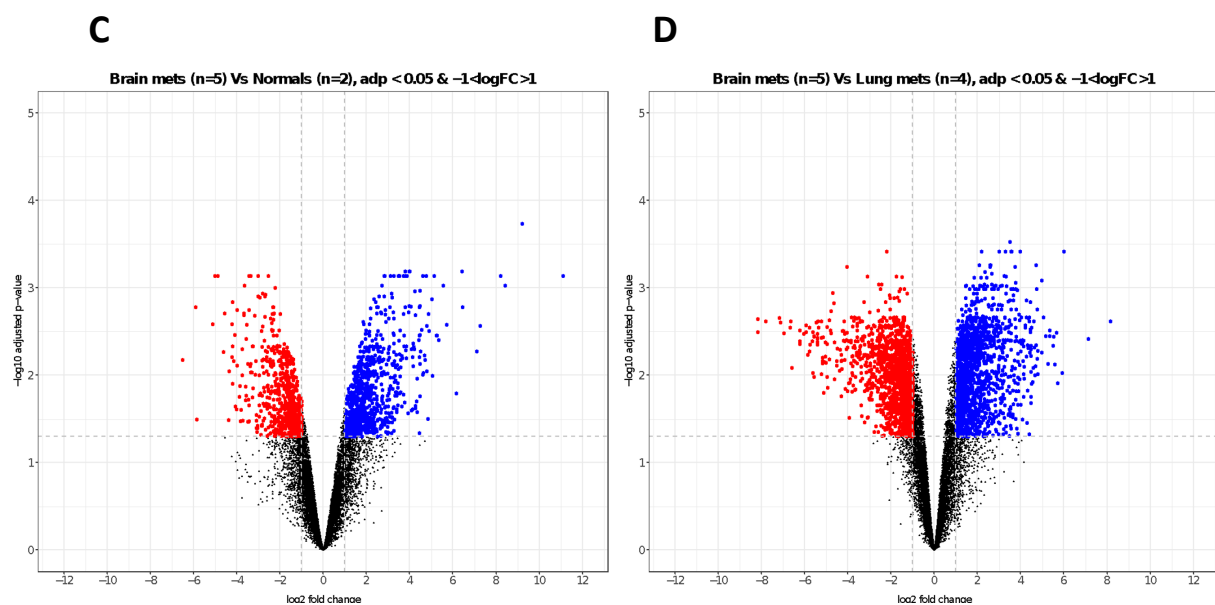 C
Brain mets (n=5) Vs Normals (n=2), adp <0.05 & −1<logFC>1
−log10 adjusted p−value
5
4
3
2
1
0
−12 −10 −8 −6 −4 −2 0 2 4 6 8 10 12
log2 fold change
D
Brain mets (n=5) Vs Lung mets (n=4), adp <0.05 & −1<logFC>1
−log10 adjusted p−value
5
4
3
2
1
0
−12 −10 −8 −6 −4 −2 0 2 4 6 8 10 12
log2 fold change